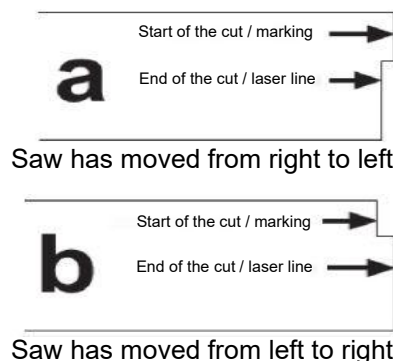 Start of the cut / marking
a
End of the cut / laser line
Saw has moved from right to left
Start of the cut / marking
b
End of the cut / laser line
Saw has moved from left to right